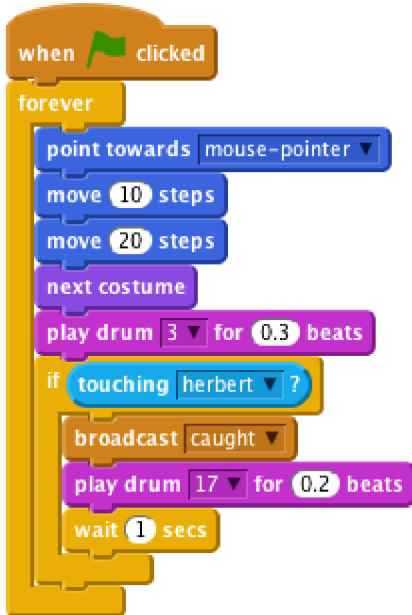 when clicked
forever
point towards mouse-pointer
move 10 steps
move 20 steps
next costume
play drum 3 for 0.3 beats
if touching herbert ?
broadcast caught
play drum 17 for 0.2 beats
wait 1 secs